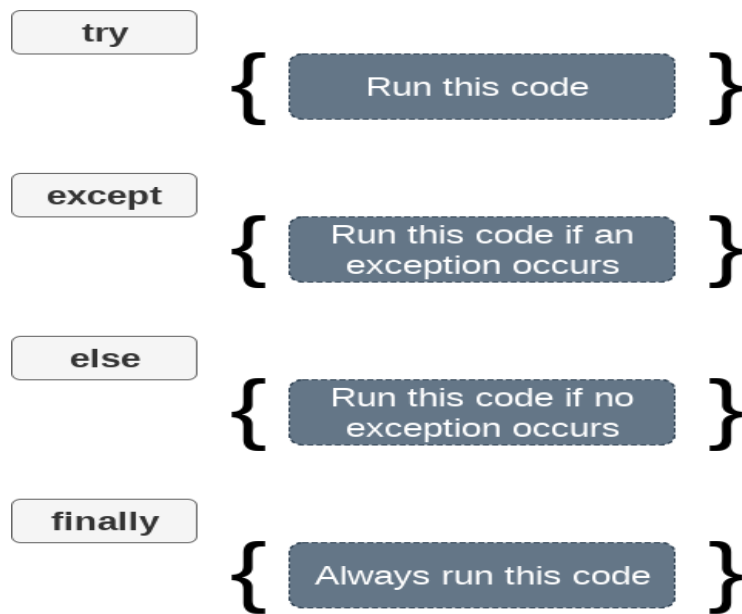 try
{ Run this code }
except
{ Run this code if an
exception occurs }
else
{ Run this code if no
exception occurs }
finally
{ Always run this code }